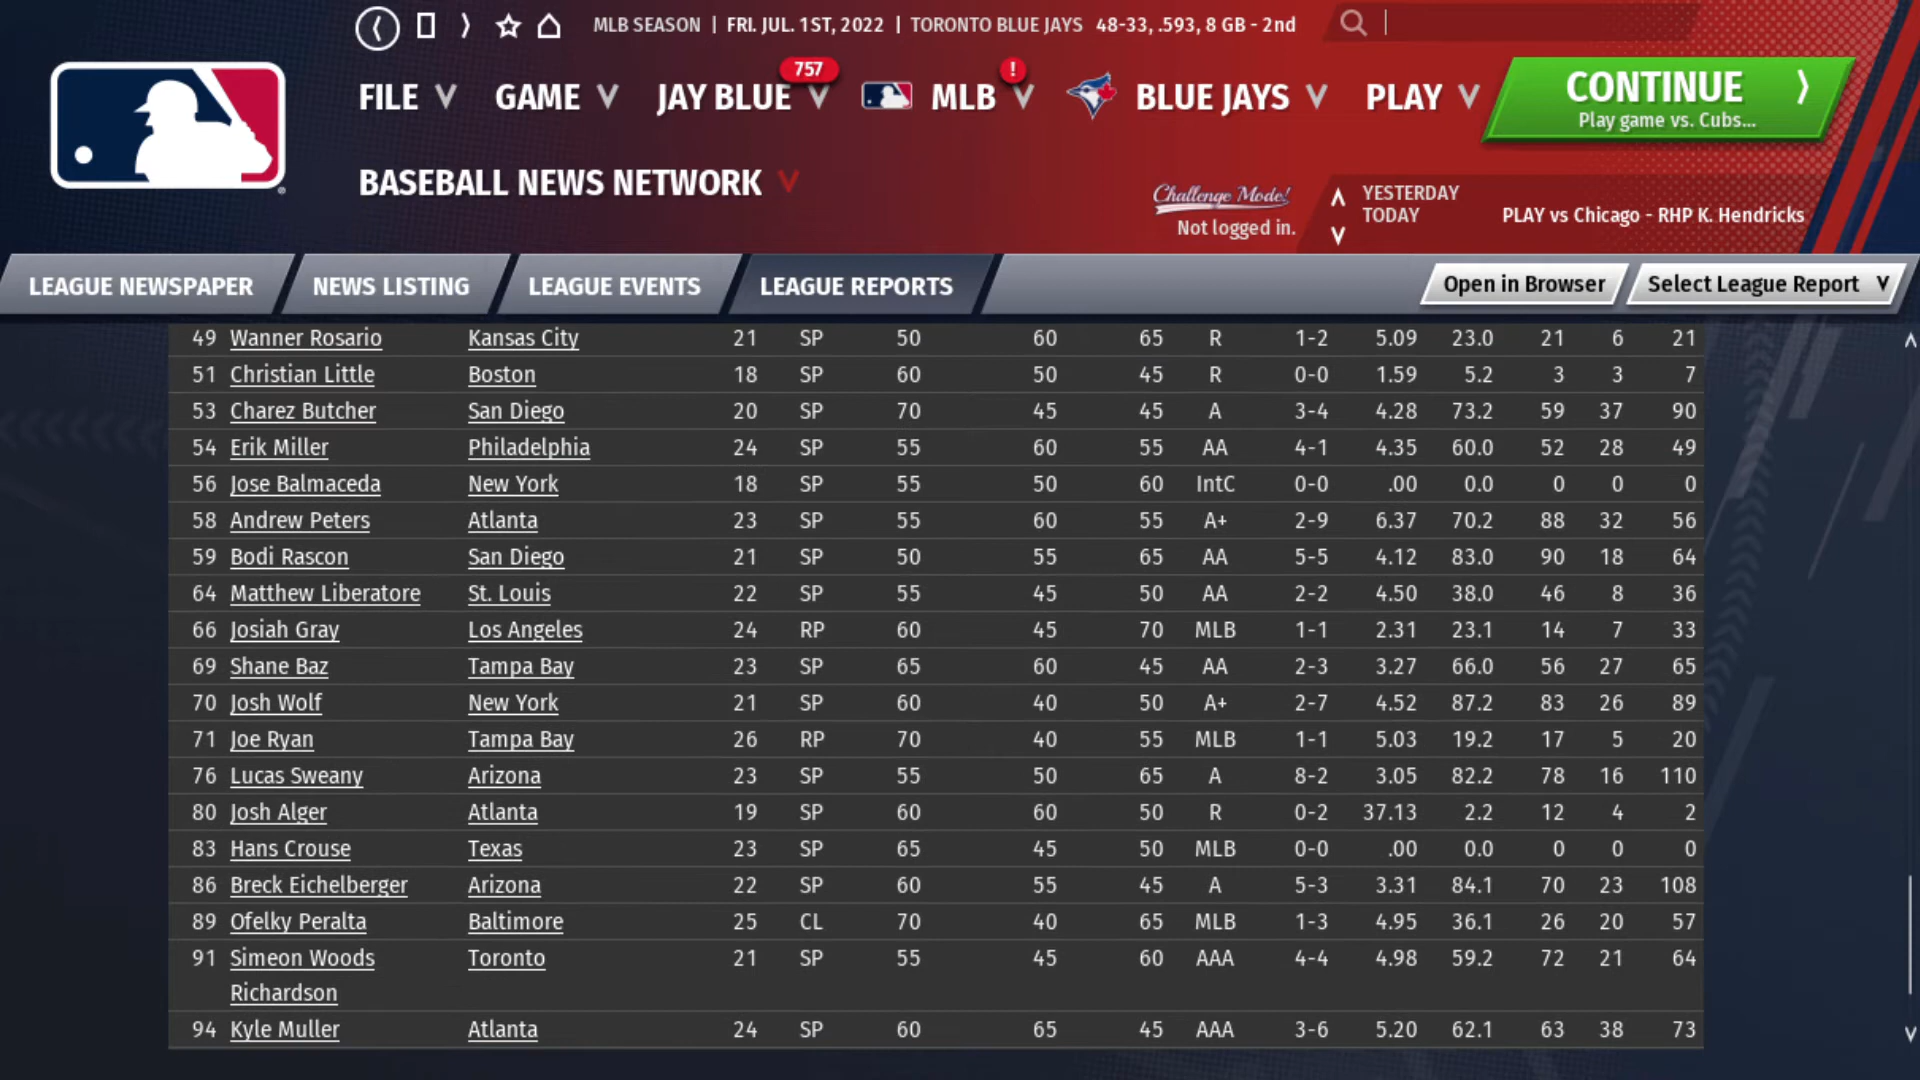 MLB SEASON | FRI. JUL. 1ST, 2022 | TORONTO BLUE JAYS 48-33, .593, 8 GB - 2nd
FILE GAME JAY BLUE 757 MLB ! BLUE JAYS PLAY CONTINUE
Play game vs. Cubs...
BASEBALL NEWS NETWORK
Challenge Mode!
Not logged in.
YESTERDAY
TODAY
PLAY vs Chicago - RHP K. Hendricks
LEAGUE NEWSPAPER NEWS LISTING LEAGUE EVENTS LEAGUE REPORTS Open in Browser Select League Report
49 Wanner Rosario Kansas City 21 SP 50 60 65 R 1-2 5.09 23.0 21 6 21
51 Christian Little Boston 18 SP 60 50 45 R 0-0 1.59 5.2 3 3 7
53 Charez Butcher San Diego 20 SP 70 45 45 A 3-4 4.28 73.2 59 37 90
54 Erik Miller Philadelphia 24 SP 55 60 55 AA 4-1 4.35 60.0 52 28 49
56 Jose Balmaceda New York 18 SP 55 50 60 IntC 0-0 .00 0.0 0 0 0
58 Andrew Peters Atlanta 23 SP 55 60 55 A+ 2-9 6.37 70.2 88 32 56
59 Bodi Rascon San Diego 21 SP 50 55 65 AA 5-5 4.12 83.0 90 18 64
64 Matthew Liberatore St. Louis 22 SP 55 45 50 AA 2-2 4.50 38.0 46 8 36
66 Josiah Gray Los Angeles 24 RP 60 45 70 MLB 1-1 2.31 23.1 14 7 33
69 Shane Baz Tampa Bay 23 SP 65 60 45 AA 2-3 3.27 66.0 56 27 65
70 Josh Wolf New York 21 SP 60 40 50 A+ 2-7 4.52 87.2 83 26 89
71 Joe Ryan Tampa Bay 26 RP 70 40 55 MLB 1-1 5.03 19.2 17 5 20
76 Lucas Sweany Arizona 23 SP 55 50 65 A 8-2 3.05 82.2 78 16 110
80 Josh Alger Atlanta 19 SP 60 60 50 R 0-2 37.13 2.2 12 4 2
83 Hans Crouse Texas 23 SP 65 45 50 MLB 0-0 .00 0.0 0 0 0
86 Breck Eichelberger Arizona 22 SP 60 55 45 A 5-3 3.31 84.1 70 23 108
89 Ofelky Peralta Baltimore 25 CL 70 40 65 MLB 1-3 4.95 36.1 26 20 57
91 Simeon Woods Toronto 21 SP 55 45 60 AAA 4-4 4.98 59.2 72 21 64
Richardson
94 Kyle Muller Atlanta 24 SP 60 65 45 AAA 3-6 5.20 62.1 63 38 73